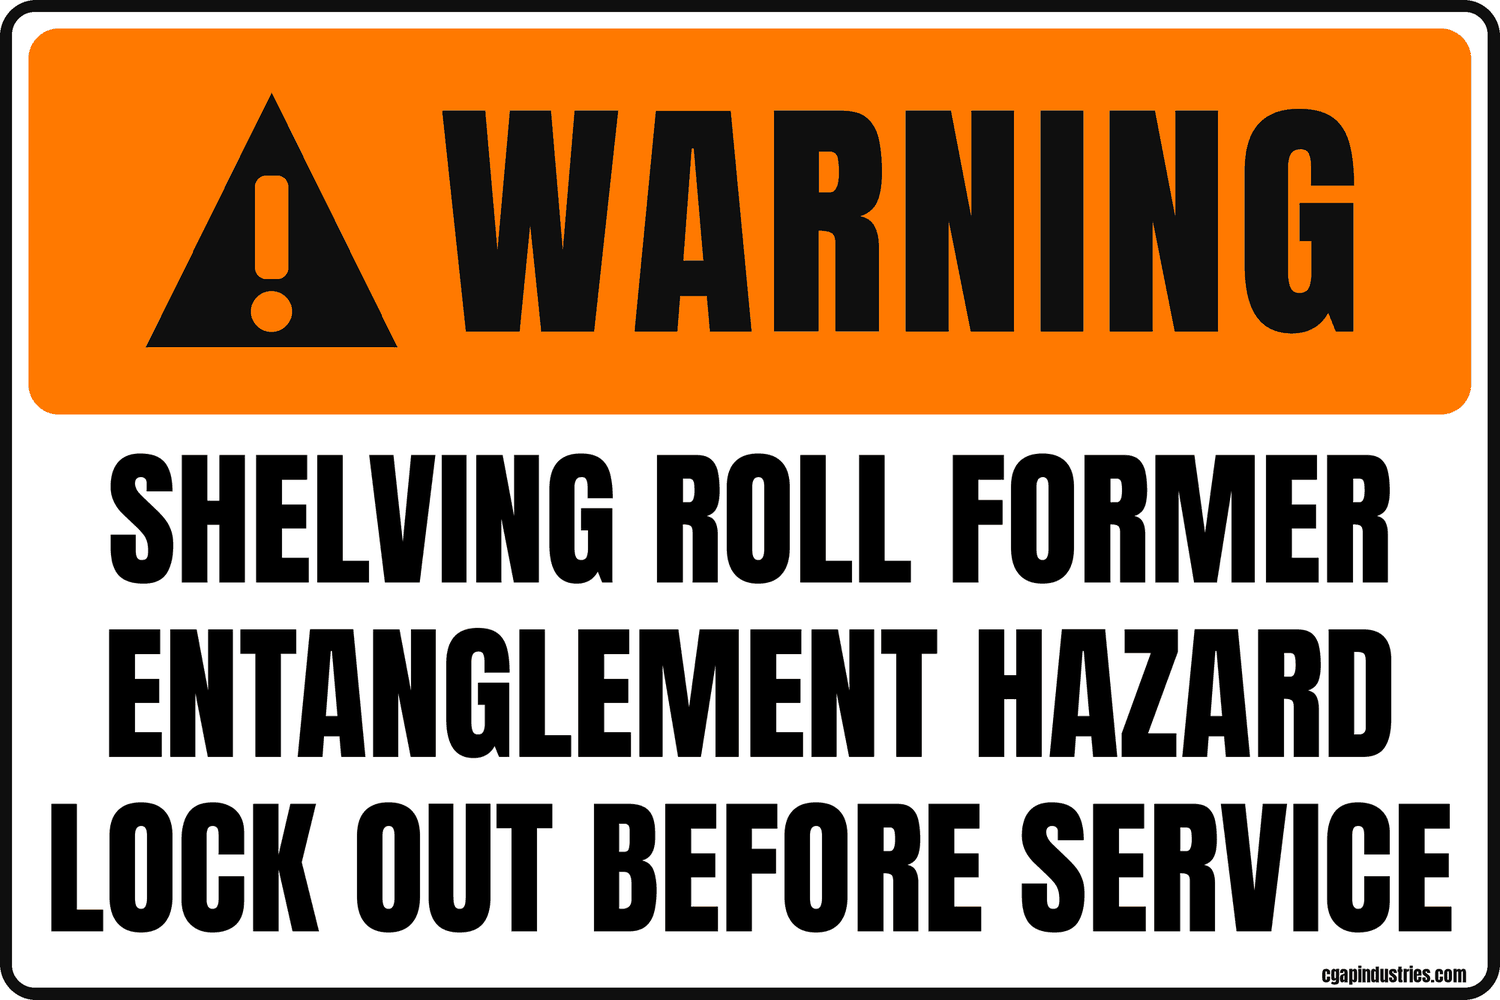 WARNING
SHELVING ROLL FORMER
ENTANGLEMENT HAZARD
LOCK OUT BEFORE SERVICE
cgapindustries.com